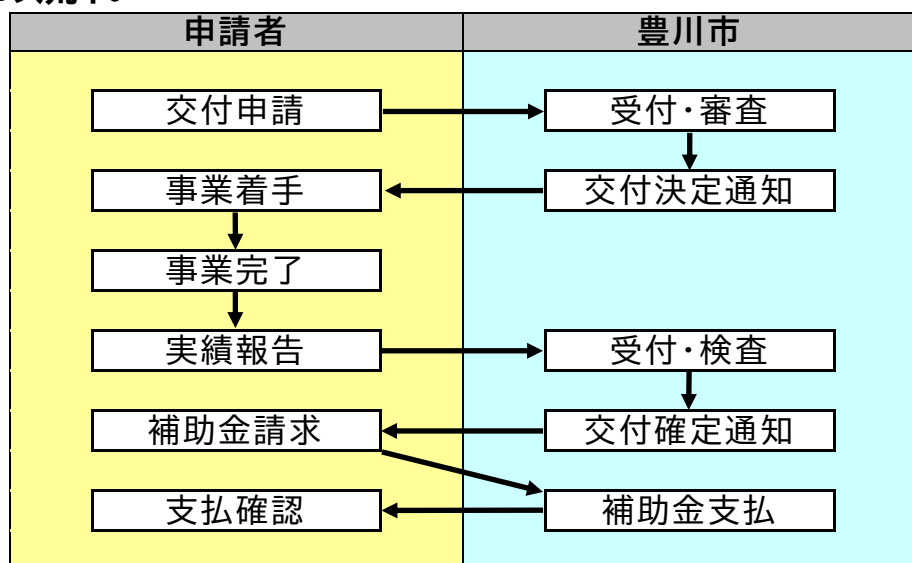 申請者 豊川市
交付申請 受付・審査
事業着手 交付決定通知
事業完了
実績報告 受付・検査
補助金請求 交付確定通知
支払確認 補助金支払